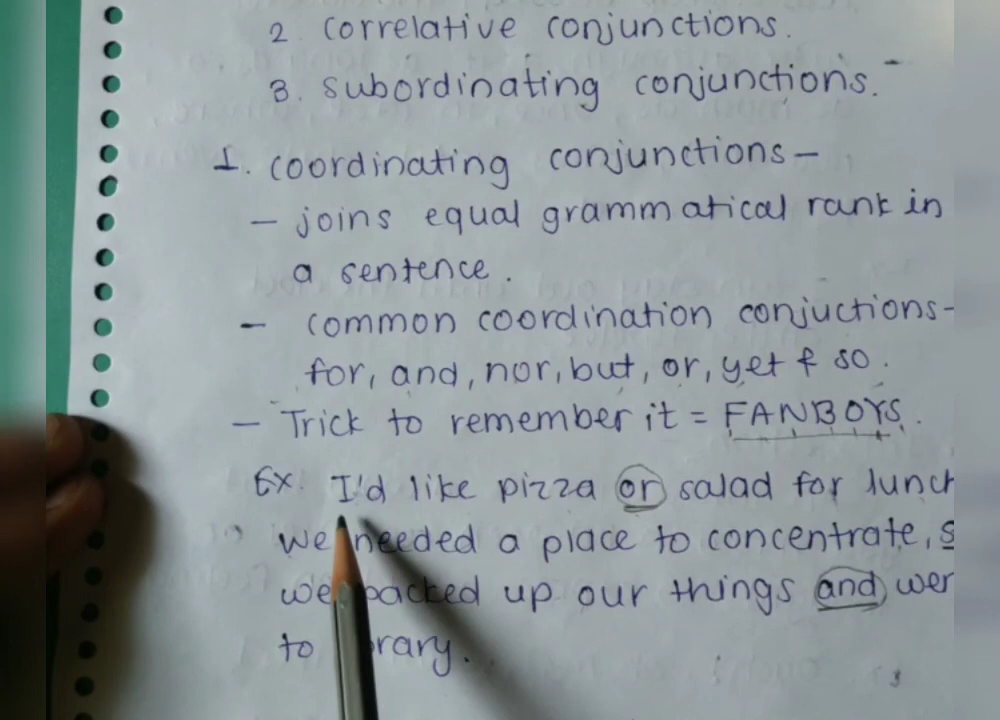 2. correlative conjunctions.
3. subordinating conjunctions.
1. coordinating conjunctions –
– joins equal grammatical rank in
a sentence.
– common coordination conjuctions-
for, and, nor, but, or, yet & so.
– Trick to remember it = FANBOYS.
Ex. I'd like pizza or salad for
we needed a place to concentrate,
we packed up our things and
to